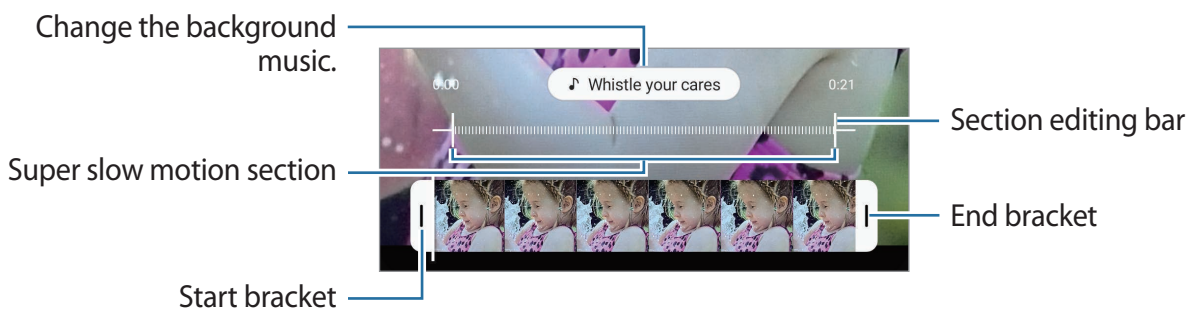 Change the background
music.
0:00
♪ Whistle your cares
0:21
Section editing bar
Super slow motion section
End bracket
Start bracket